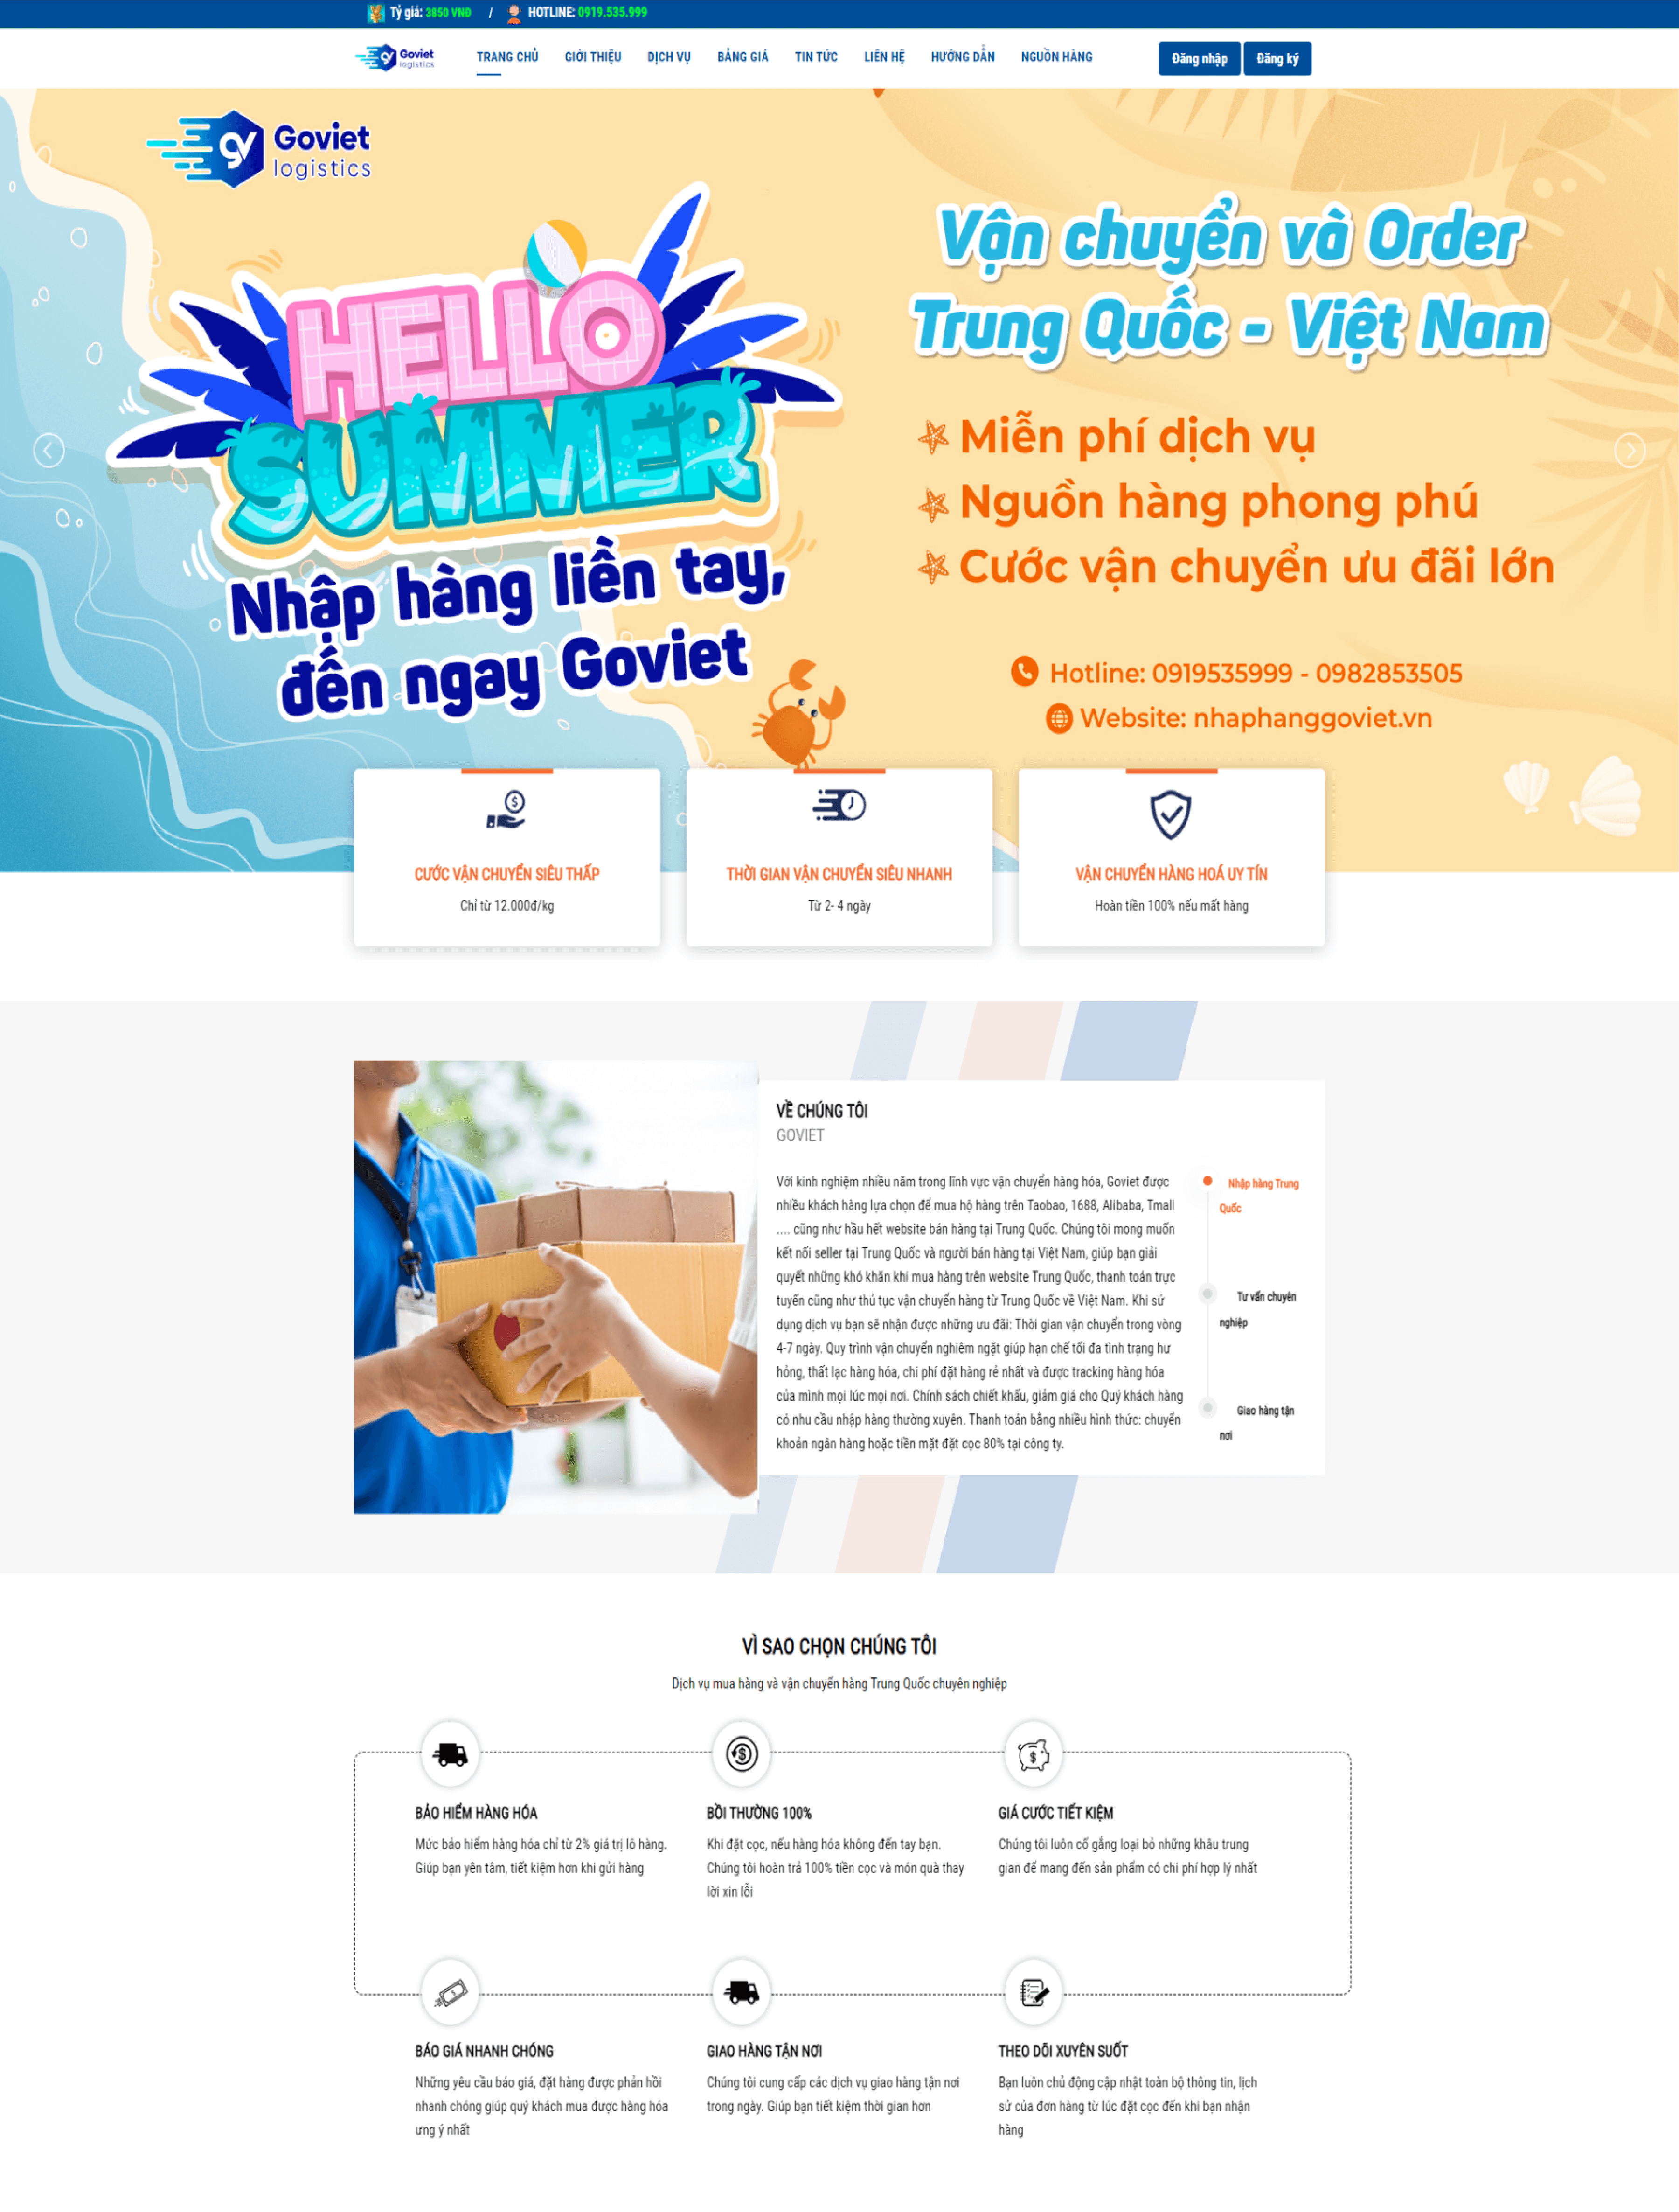 Tỷ giá: 3850 VNĐ / HOTLINE: 0919.535.999
Goviet
logistics
TRANG CHỦ GIỚI THIỆU DỊCH VỤ BẢNG GIÁ TIN TỨC LIÊN HỆ HƯỚNG DẪN NGUỒN HÀNG
Đăng nhập Đăng ký
Goviet
logistics
HELLO
SUMMER
Nhập hàng liền tay,
đến ngay Goviet
Vận chuyển và Order
Trung Quốc - Việt Nam
Miễn phí dịch vụ
Nguồn hàng phong phú
Cước vận chuyển ưu đãi lớn
Hotline: 0919535999 - 0982853505
Website: nhaphanggoviet.vn
CƯỚC VẬN CHUYỂN SIÊU THẤP
Chỉ từ 12.000đ/kg
THỜI GIAN VẬN CHUYỂN SIÊU NHANH
Từ 2- 4 ngày
VẬN CHUYỂN HÀNG HOÁ UY TÍN
Hoàn tiền 100% nếu mất hàng
VỀ CHÚNG TÔI
GOVIET
Với kinh nghiệm nhiều năm trong lĩnh vực vận chuyển hàng hóa, Goviet được
nhiều khách hàng lựa chọn để mua hộ hàng trên Taobao, 1688, Alibaba, Tmall
.... cũng như hầu hết website bán hàng tại Trung Quốc. Chúng tôi mong muốn
kết nối seller tại Trung Quốc và người bán hàng tại Việt Nam, giúp bạn giải
quyết những khó khăn khi mua hàng trên website Trung Quốc, thanh toán trực
tuyến cũng như thủ tục vận chuyển hàng từ Trung Quốc về Việt Nam. Khi sử
dụng dịch vụ bạn sẽ nhận được những ưu đãi: Thời gian vận chuyển trong vòng
4-7 ngày. Quy trình vận chuyển nghiêm ngặt giúp hạn chế tối đa tình trạng hư
hỏng, thất lạc hàng hóa, chi phí đặt hàng rẻ nhất và được tracking hàng hóa
của mình mọi lúc mọi nơi. Chính sách chiết khấu, giảm giá cho Quý khách hàng
có nhu cầu nhập hàng thường xuyên. Thanh toán bằng nhiều hình thức: chuyển
khoản ngân hàng hoặc tiền mặt đặt cọc 80% tại công ty.
Nhập hàng Trung
Quốc
Tư vấn chuyên
nghiệp
Giao hàng tận
nơi
VÌ SAO CHỌN CHÚNG TÔI
Dịch vụ mua hàng và vận chuyển hàng Trung Quốc chuyên nghiệp
BẢO HIỂM HÀNG HÓA
Mức bảo hiểm hàng hóa chỉ từ 2% giá trị lô hàng.
Giúp bạn yên tâm, tiết kiệm hơn khi gửi hàng
BỒI THƯỜNG 100%
Khi đặt cọc, nếu hàng hóa không đến tay bạn.
Chúng tôi hoàn trả 100% tiền cọc và món quà thay
lời xin lỗi
GIÁ CƯỚC TIẾT KIỆM
Chúng tôi luôn cố gắng loại bỏ những khâu trung
gian để mang đến sản phẩm có chi phí hợp lý nhất
BÁO GIÁ NHANH CHÓNG
Những yêu cầu báo giá, đặt hàng được phản hồi
nhanh chóng giúp quý khách mua được hàng hóa
ưng ý nhất
GIAO HÀNG TẬN NƠI
Chúng tôi cung cấp các dịch vụ giao hàng tận nơi
trong ngày. Giúp bạn tiết kiệm thời gian hơn
THEO DÕI XUYÊN SUỐT
Bạn luôn chủ động cập nhật toàn bộ thông tin, lịch
sử của đơn hàng từ lúc đặt cọc đến khi bạn nhận
hàng